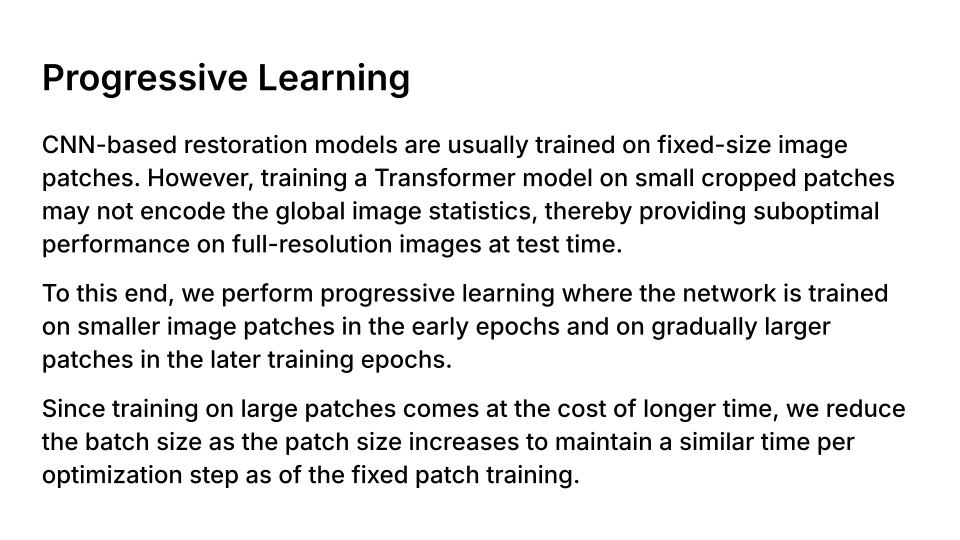 Progressive Learning
CNN-based restoration models are usually trained on fixed-size image
patches. However, training a Transformer model on small cropped patches
may not encode the global image statistics, thereby providing suboptimal
performance on full-resolution images at test time.
To this end, we perform progressive learning where the network is trained
on smaller image patches in the early epochs and on gradually larger
patches in the later training epochs.
Since training on large patches comes at the cost of longer time, we reduce
the batch size as the patch size increases to maintain a similar time per
optimization step as of the fixed patch training.